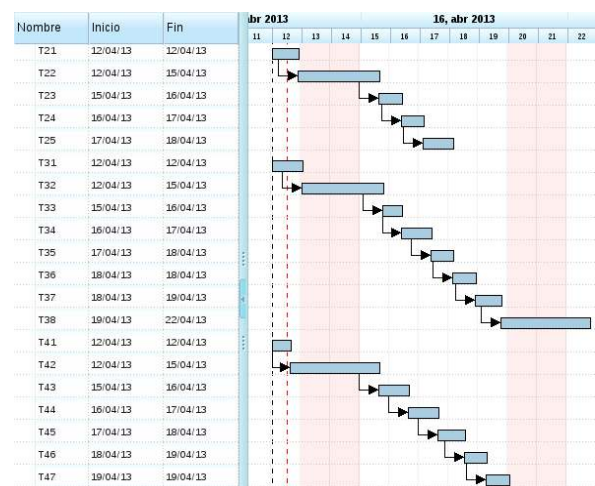 Nombre Inicio Fin
abr 2013 16, abr 2013
11 12 13 14 15 16 17 18 19 20 21 22
T21 12/04/13 12/04/13
T22 12/04/13 15/04/13
T23 15/04/13 16/04/13
T24 16/04/13 17/04/13
T25 17/04/13 18/04/13
T31 12/04/13 12/04/13
T32 12/04/13 15/04/13
T33 15/04/13 16/04/13
T34 16/04/13 17/04/13
T35 17/04/13 18/04/13
T36 18/04/13 18/04/13
T37 18/04/13 19/04/13
T38 19/04/13 22/04/13
T41 12/04/13 12/04/13
T42 12/04/13 15/04/13
T43 15/04/13 16/04/13
T44 16/04/13 17/04/13
T45 17/04/13 18/04/13
T46 18/04/13 19/04/13
T47 19/04/13 19/04/13